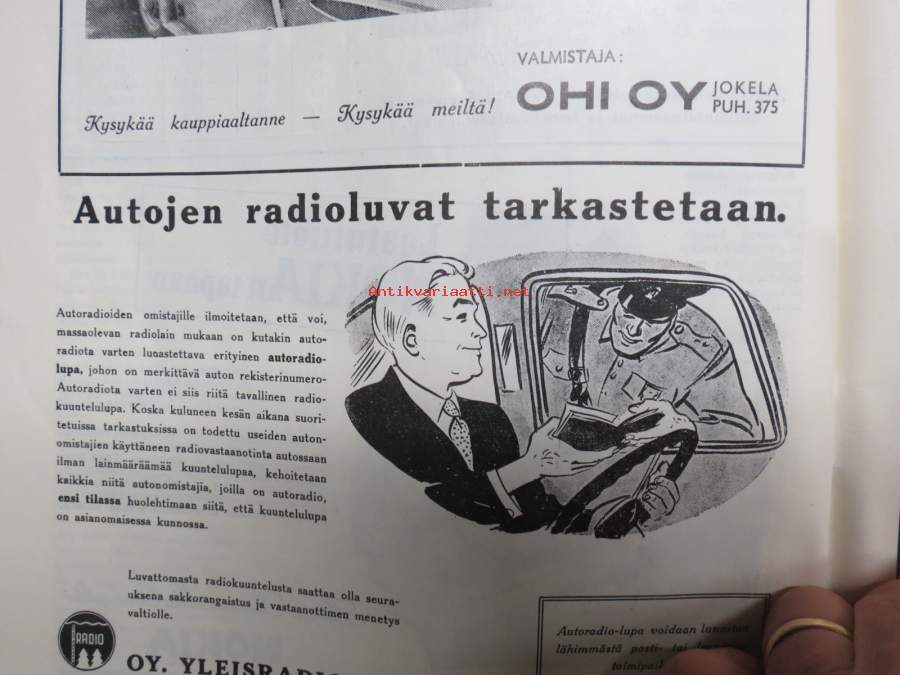 VALMISTAJA:
OHI OY JOKELA
PUH. 375
Kysykää kauppiaaltanne — Kysykää meiltä!
Autojen radioluvat tarkastetaan.
Antikvariaatti.net
Autoradioiden omistajille ilmoitetaan, että voi,
massaolevan radiolain mukaan on kutakin auto-
radiota varten lunastettava erityinen autoradio-
lupa, johon on merkittävä auton rekisterinumero-
Autoradiota varten ei siis riitä tavallinen radio-
kuuntelulupa. Koska kuluneen kesän aikana suori-
tetuissa tarkastuksissa on todettu useiden auton-
omistajien käyttäneen radiovastaanotinta autossaan
ilman lainmääräämää kuuntelulupaa, kehoitetaan
kaikkia niitä autonomistajia, joilla on autoradio,
ensi tilassa huolehtimaan siitä, että kuuntelulupa
on asianomaisessa kunnossa.
Luvattomasta radiokuuntelusta saattaa olla seura-
uksena sakkorangaistus ja vastaanottimen menetys
valtiolle.
RADIO
OY. YLEISRADIO
Autoradio-lupa voidaan lunastaa
lähimmästä posti- tai